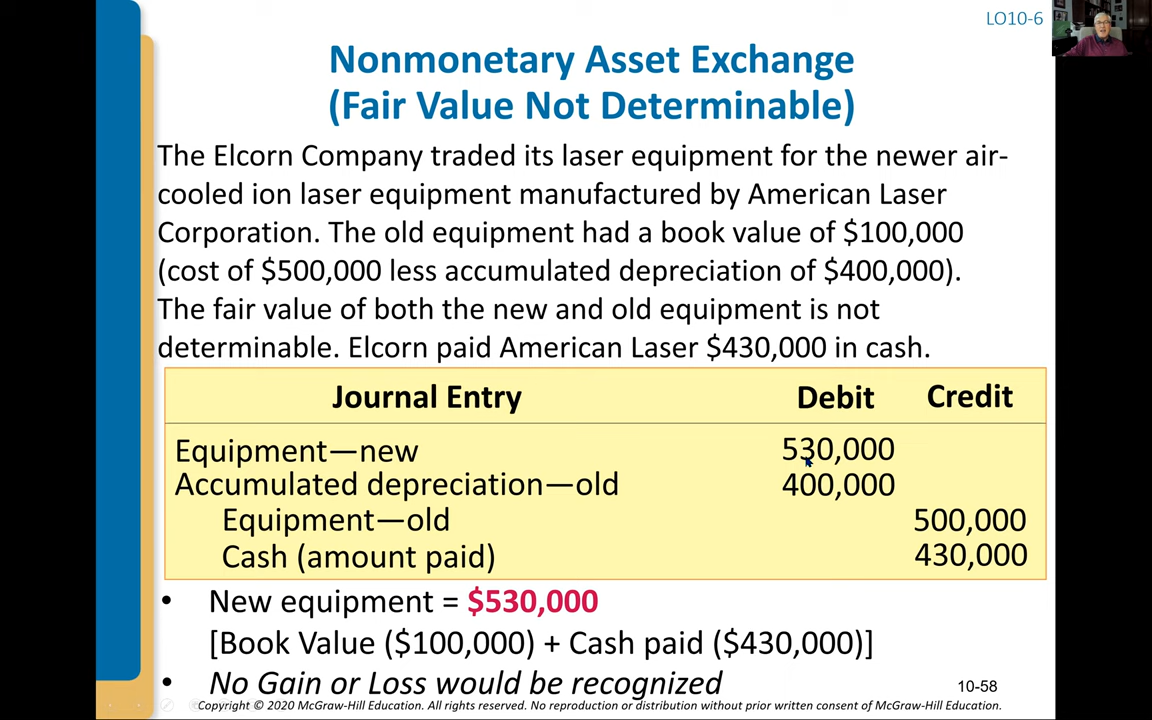 LO10-6
Nonmonetary Asset Exchange
(Fair Value Not Determinable)
The Elcorn Company traded its laser equipment for the newer air-
cooled ion laser equipment manufactured by American Laser
Corporation. The old equipment had a book value of $100,000
(cost of $500,000 less accumulated depreciation of $400,000).
The fair value of both the new and old equipment is not
determinable. Elcorn paid American Laser $430,000 in cash.
Journal Entry Debit Credit
Equipment—new 530,000
Accumulated depreciation—old 400,000
Equipment—old 500,000
Cash (amount paid) 430,000
• New equipment = $530,000
[Book Value ($100,000) + Cash paid ($430,000)]
• No Gain or Loss would be recognized
10-58
Copyright © 2020 McGraw-Hill Education. All rights reserved. No reproduction or distribution without prior written consent of McGraw-Hill Education.